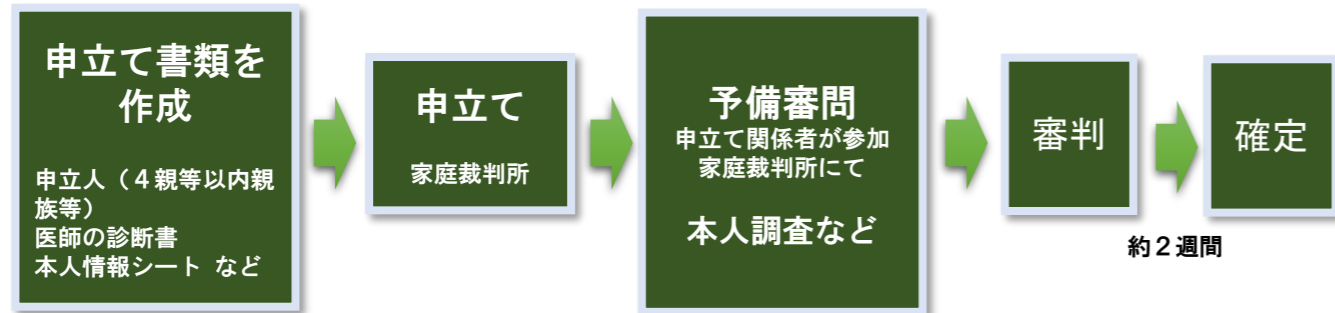 申立て書類を
作成
申立人（４親等以内親
族等）
医師の診断書
本人情報シート など
申立て
家庭裁判所
予備審問
申立て関係者が参加
家庭裁判所にて
本人調査など
審判
確定
約２週間